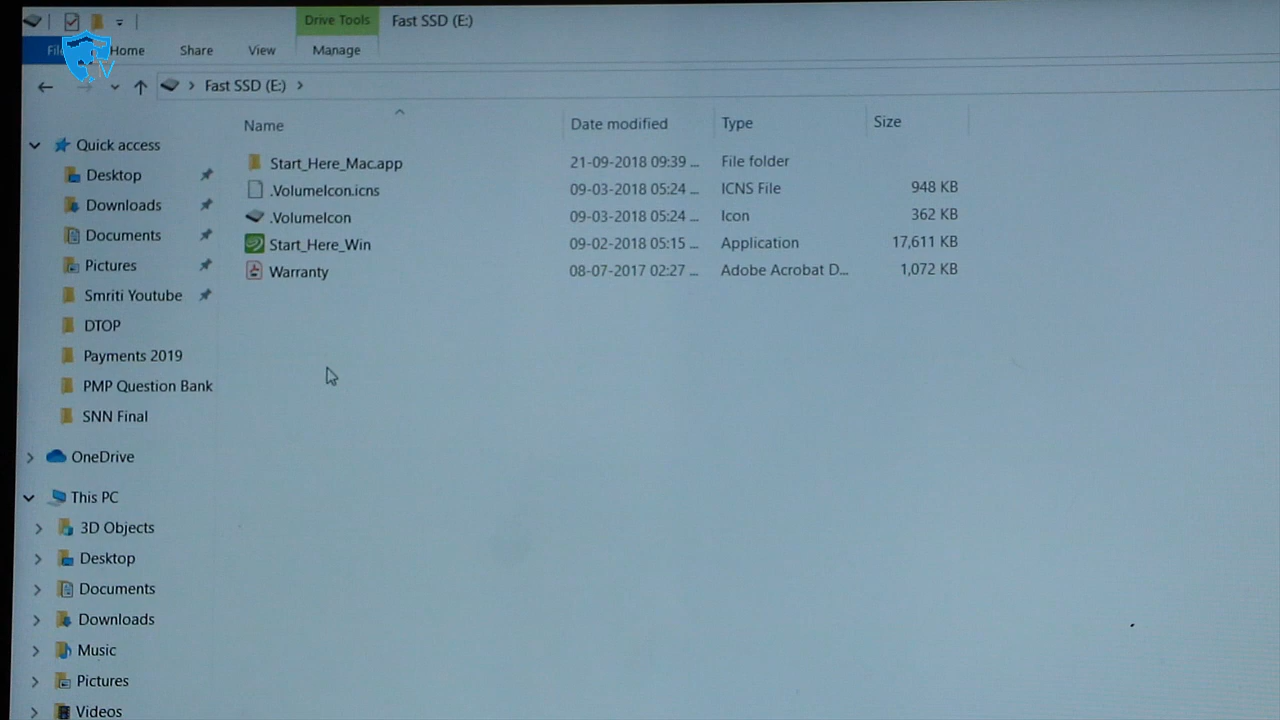 Drive Tools Fast SSD (E:)
Fil Home Share View Manage
Fast SSD (E:)
Name Date modified Type Size
Quick access
Desktop
Downloads
Documents
Pictures
Smriti Youtube
DTOP
Payments 2019
PMP Question Bank
SNN Final
OneDrive
This PC
3D Objects
Desktop
Documents
Downloads
Music
Pictures
Videos
Start_Here_Mac.app 21-09-2018 09:39 ... File folder
.VolumeIcon.icns 09-03-2018 05:24 ... ICNS File 948 KB
.VolumeIcon 09-03-2018 05:24 ... Icon 362 KB
Start_Here_Win 09-02-2018 05:15 ... Application 17,611 KB
Warranty 08-07-2017 02:27 ... Adobe Acrobat D... 1,072 KB